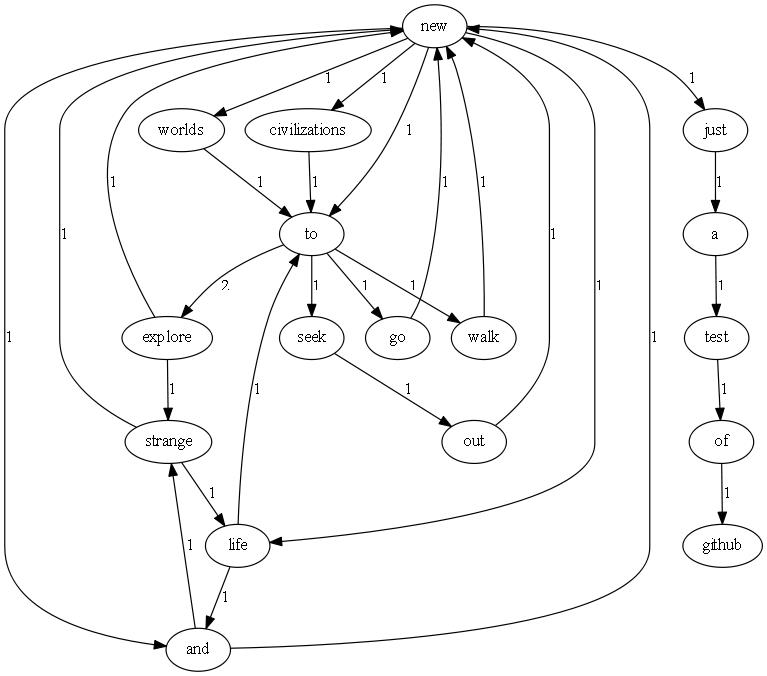 new
1 1 1
worlds civilizations 1 just
1 1 1
1 1 1
1 to 1 a
2 1 1 1 1 1 1
1 explore seek go walk 1 test
1 1 1 1
strange out of
1 1
1 life github
1
and